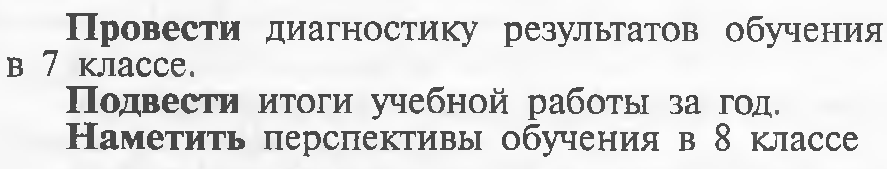 Провести диагностику результатов обучения
в 7 классе.
Подвести итоги учебной работы за год.
Наметить перспективы обучения в 8 классе